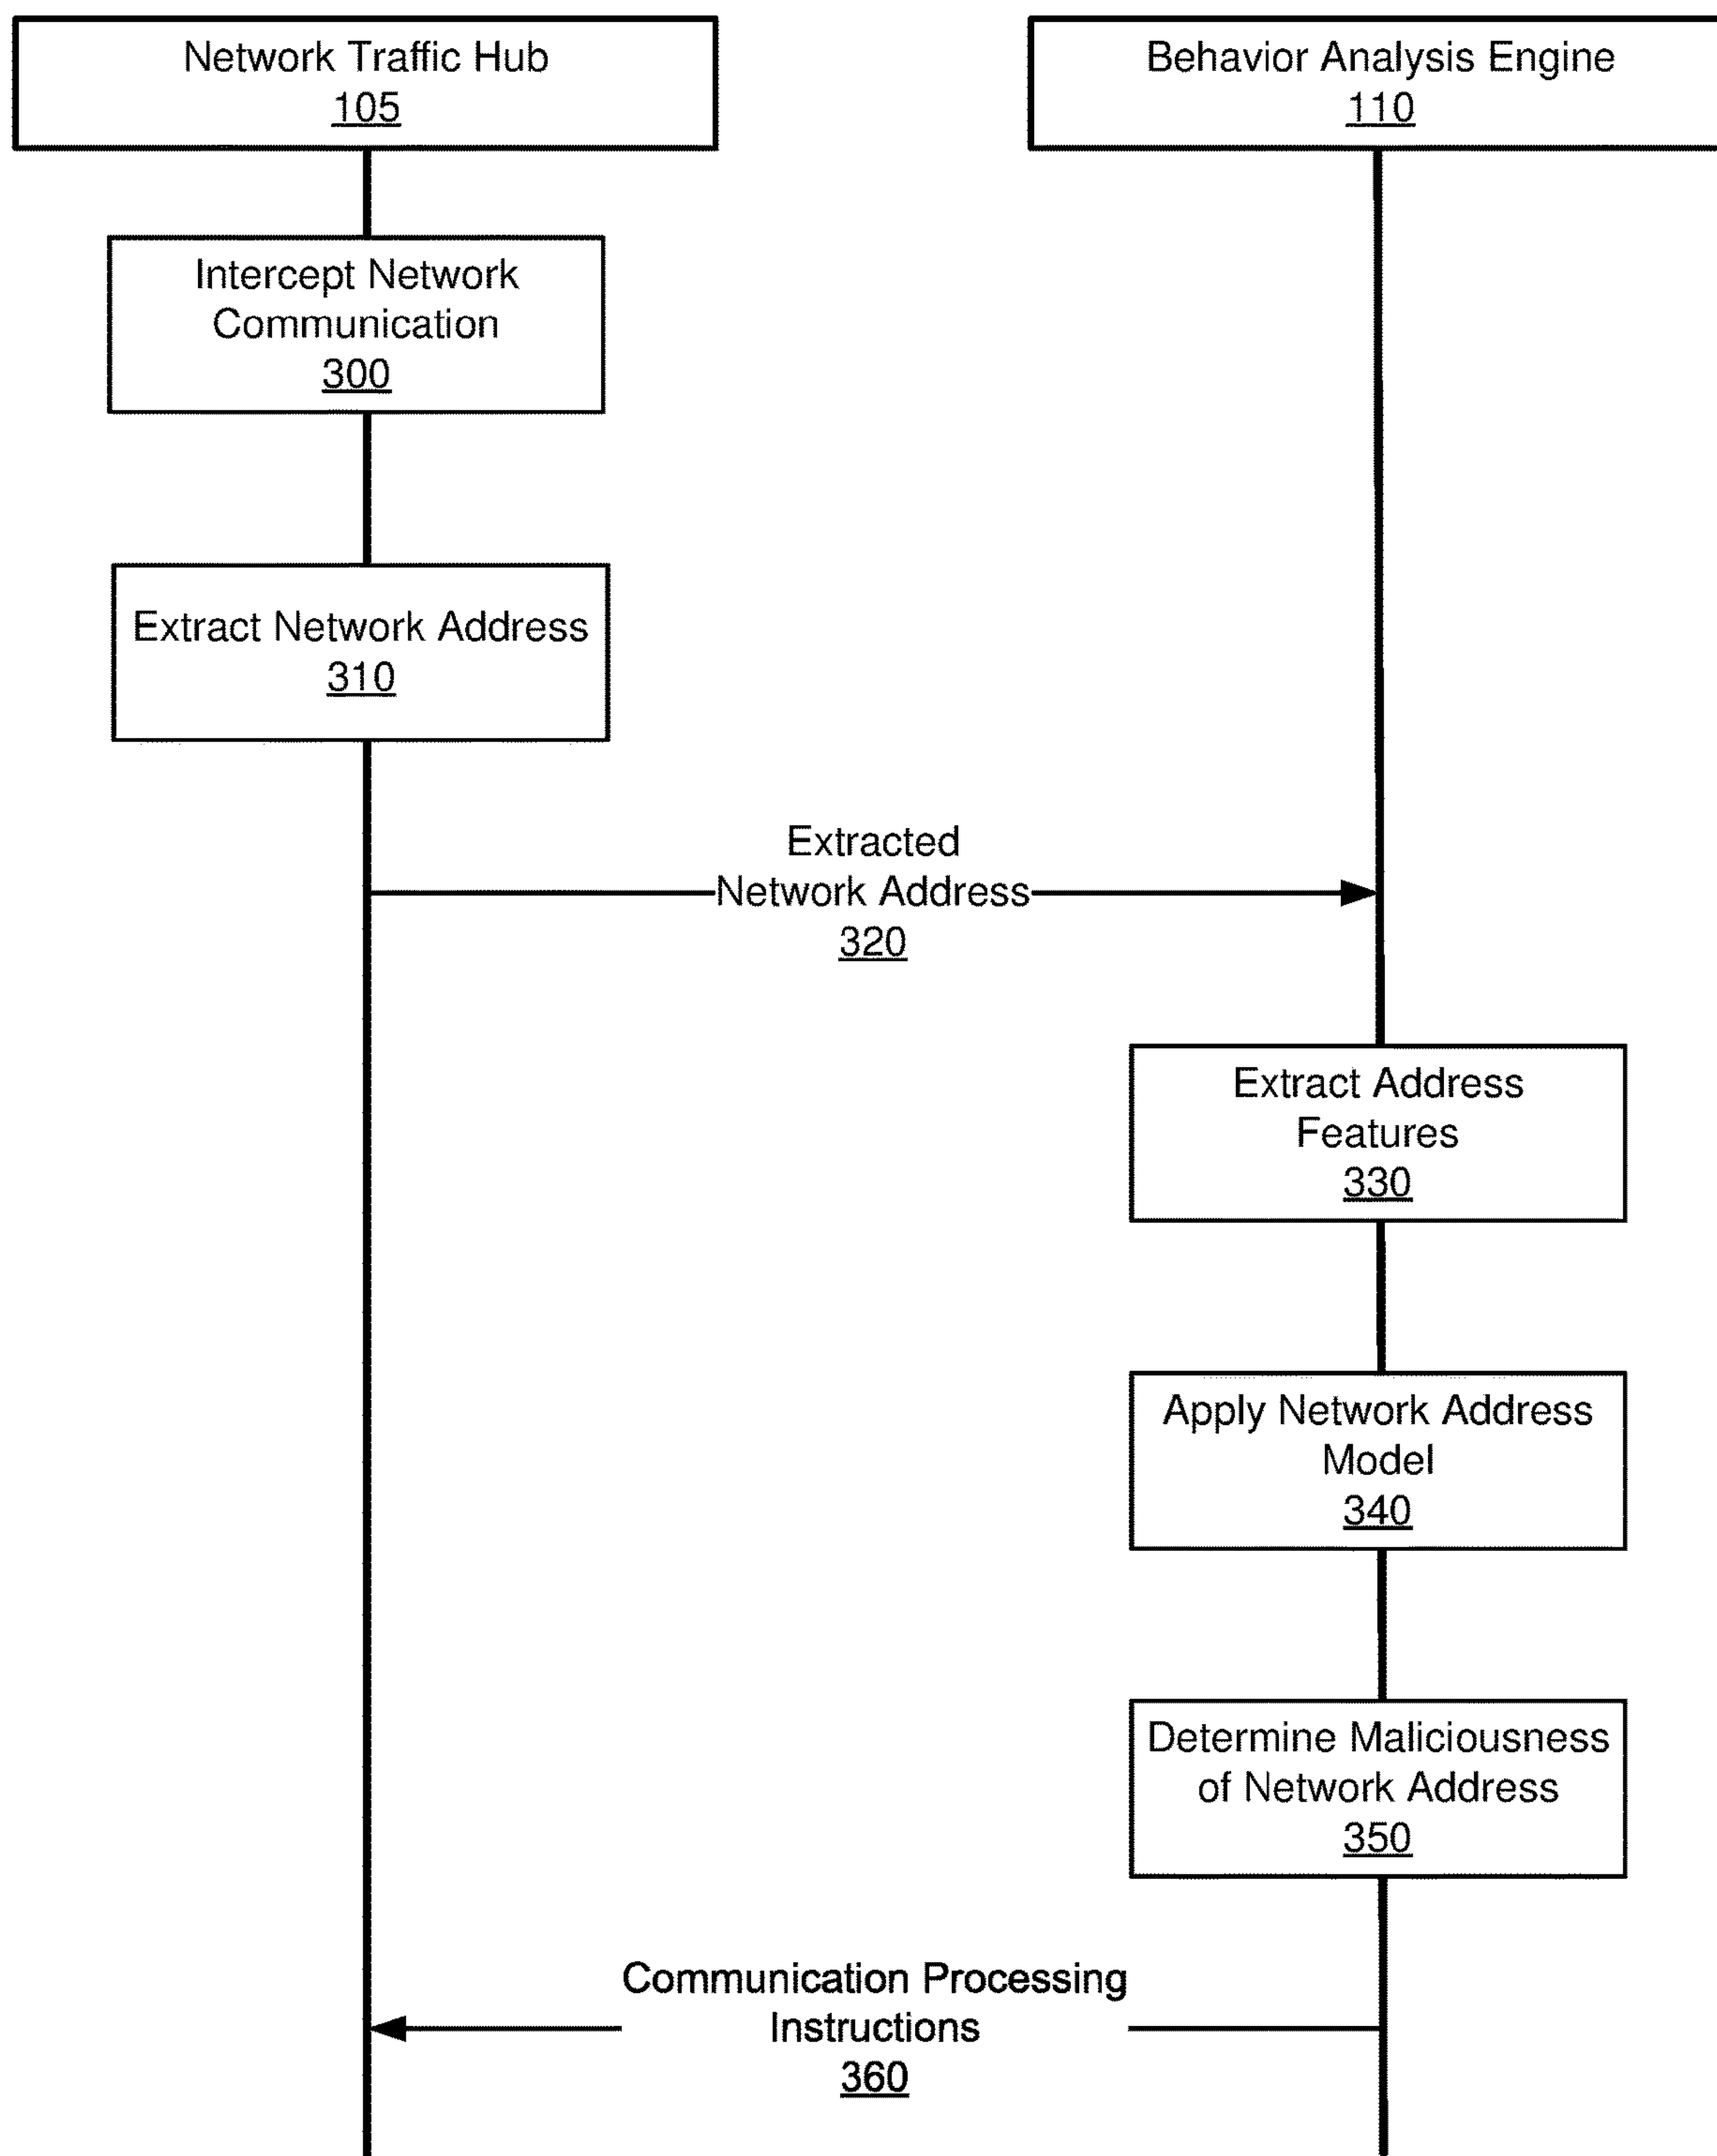 Network Traffic Hub
105
Behavior Analysis Engine
110
Intercept Network
Communication
300
Extract Network Address
310
Extracted
Network Address
320
Extract Address
Features
330
Apply Network Address
Model
340
Determine Maliciousness
of Network Address
350
Communication Processing
Instructions
360